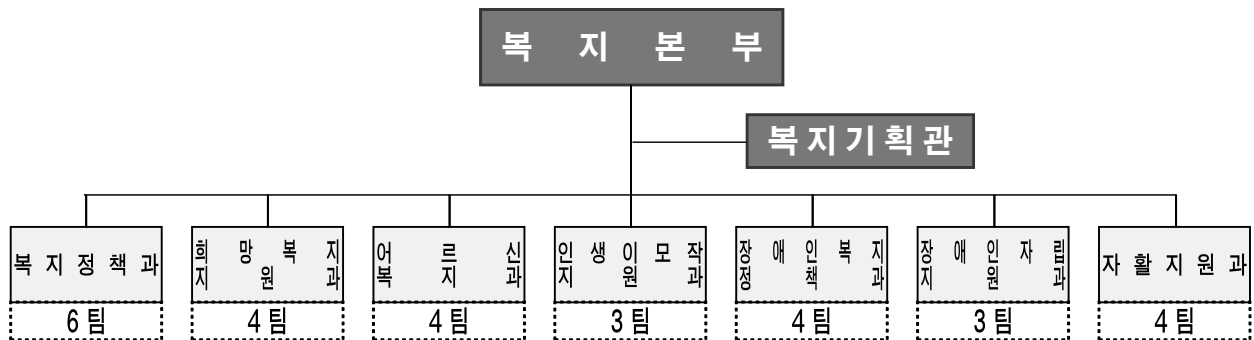 복 지 본 부
복지기획관
복 지 정 책 과
희 망 복 지
지 원 과
어 르 신
복 지 과
인 생 이 모 작
지 원 과
장 애 인 복 지
정 책 과
장 애 인 자 립
지 원 과
자 활 지 원 과
6 팀
4 팀
4 팀
3 팀
4 팀
3 팀
4 팀